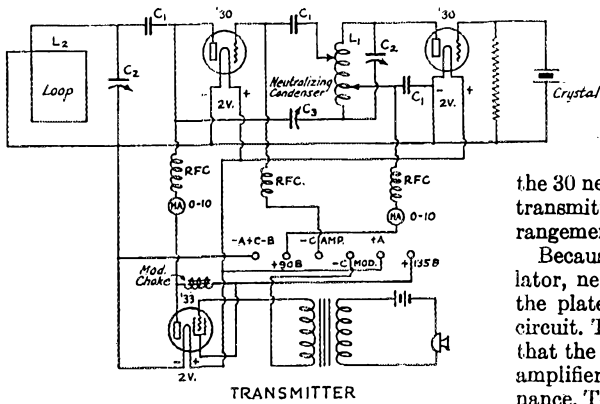 C1
'30
C1
'30
L2
C2
L1
C2
Loop
Neutralizing
Condenser
C1
2V.
+
C3
-
2V.
+
Crystal
RFC
RFC.
RFC
MA 0-10
MA 0-10
-A+C-B
-C AMP.
+A
+90B
-C MOD.
+135B
Mod.
Choke
'33
-
+
2V.
TRANSMITTER
the 30 ne
transmit
rangemen
Becaus
lator, ne
the plate
circuit. T
that the
amplifier
nance. T